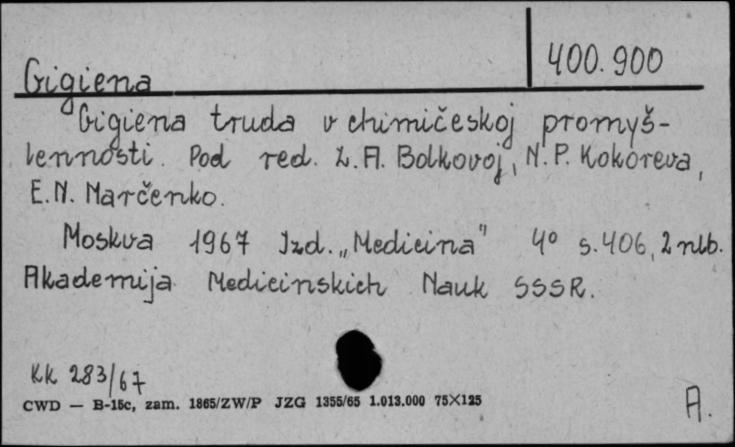 400.900
Gigiena
Gigiena truda v chimičeskoj promyš-
lennosti. Pod red. Z.A. Bolkovoj, N.P. Kokoreva,
E.N. Marčenko.
Moskva 1967 Izd. „Medicina" 4° s.406, 2 nlb.
Akademija Medicinskich Nauk SSSR.
KK 283/67
CWD — B-15c, zam. 1865/ZW/P JZG 1355/65 1.013.000 75×125
A.